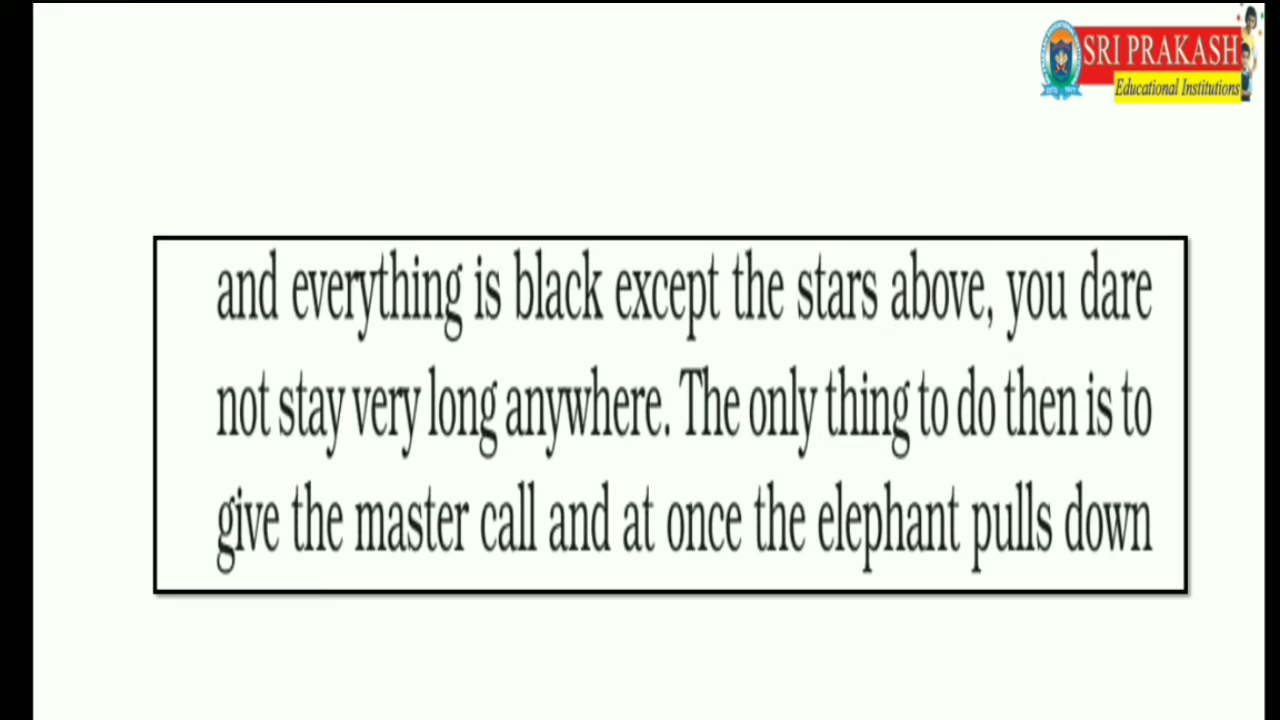 SRI PRAKASH
Educational Institutions
and everything is black except the stars above, you dare
not stay very long anywhere. The only thing to do then is to
give the master call and at once the elephant pulls down